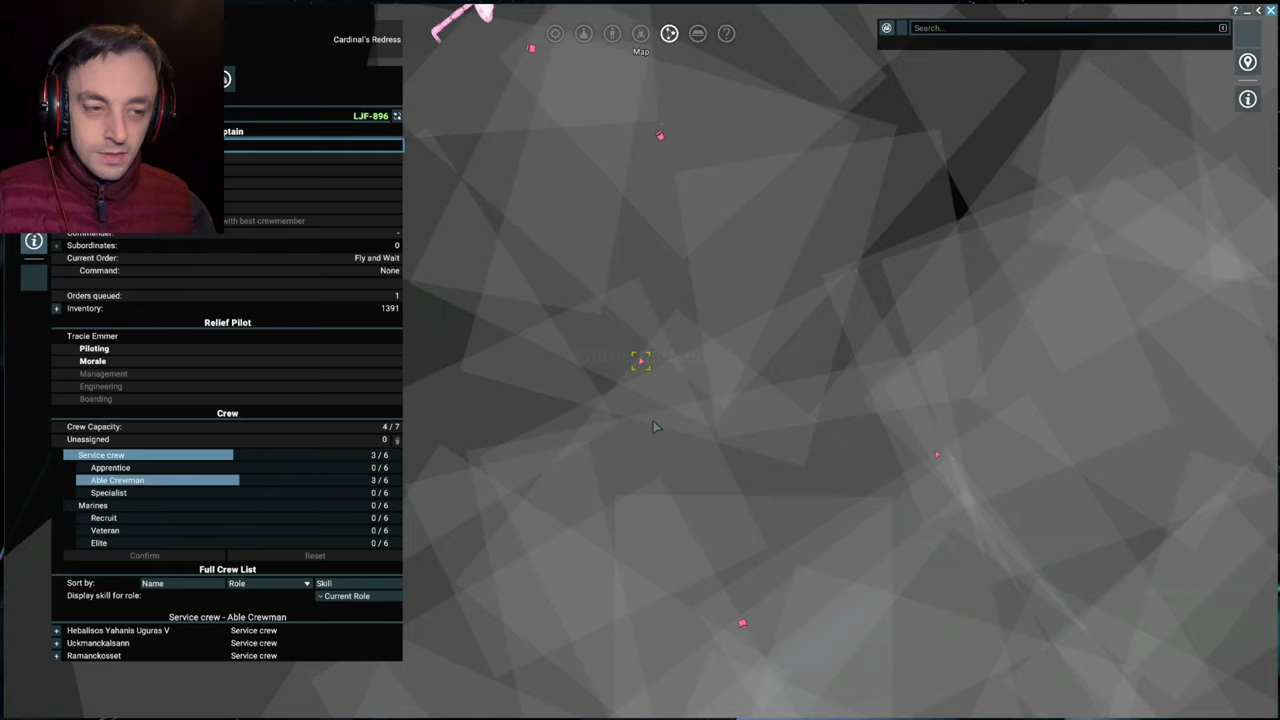 Cardinal's Redress
Map
Search...
LJF-896
ptain
with best crewmember
Commander: -
Subordinates: 0
Current Order: Fly and Wait
Command: None
Orders queued: 1
Inventory: 1391
Relief Pilot
Tracie Emmer
Piloting
Morale
Management
Engineering
Boarding
Crew
Crew Capacity: 4 / 7
Unassigned 0
Service crew 3 / 6
Apprentice 0 / 6
Able Crewman 3 / 6
Specialist 0 / 6
Marines 0 / 6
Recruit 0 / 6
Veteran 0 / 6
Elite 0 / 6
Confirm Reset
Full Crew List
Sort by: Name Role Skill
Display skill for role: Current Role
Service crew - Able Crewman
Hebalisos Yahanis Uguras V Service crew
Uckmanckalsann Service crew
Ramanckosset Service crew